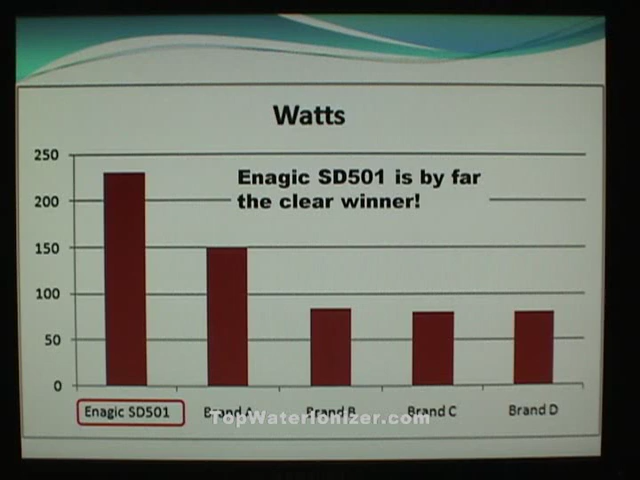 Watts
250
Enagic SD501 is by far
the clear winner!
200
150
100
50
0
Enagic SD501 Brand A Brand B Brand C Brand D
TopWaterIonizer.com